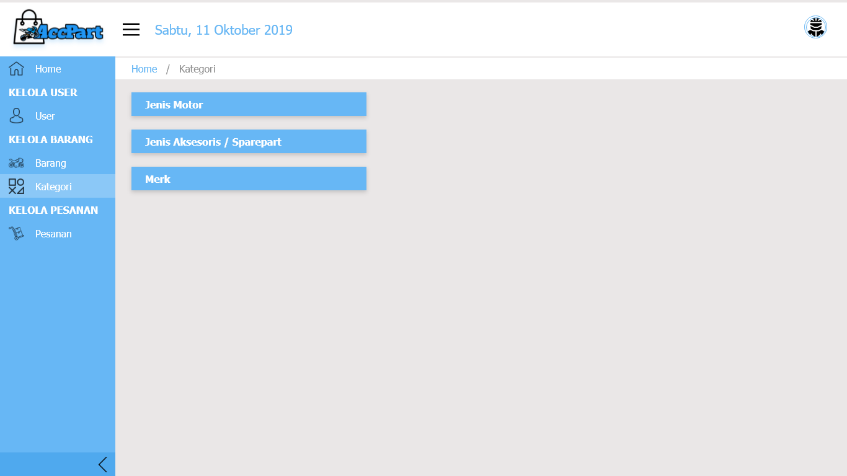 AccPart
Sabtu, 11 Oktober 2019
Home / Kategori
Home
KELOLA USER
User
KELOLA BARANG
Barang
Kategori
KELOLA PESANAN
Pesanan
Jenis Motor
Jenis Aksesoris / Sparepart
Merk